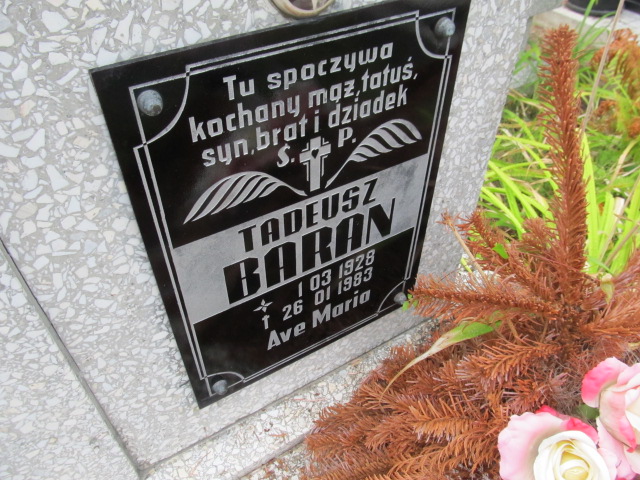 Tu spoczywa
kochany mąż, tatuś,
syn, brat i dziadek
Ś. P.
TADEUSZ
BARAN
1 03 1928
† 26 01 1983
Ave Maria